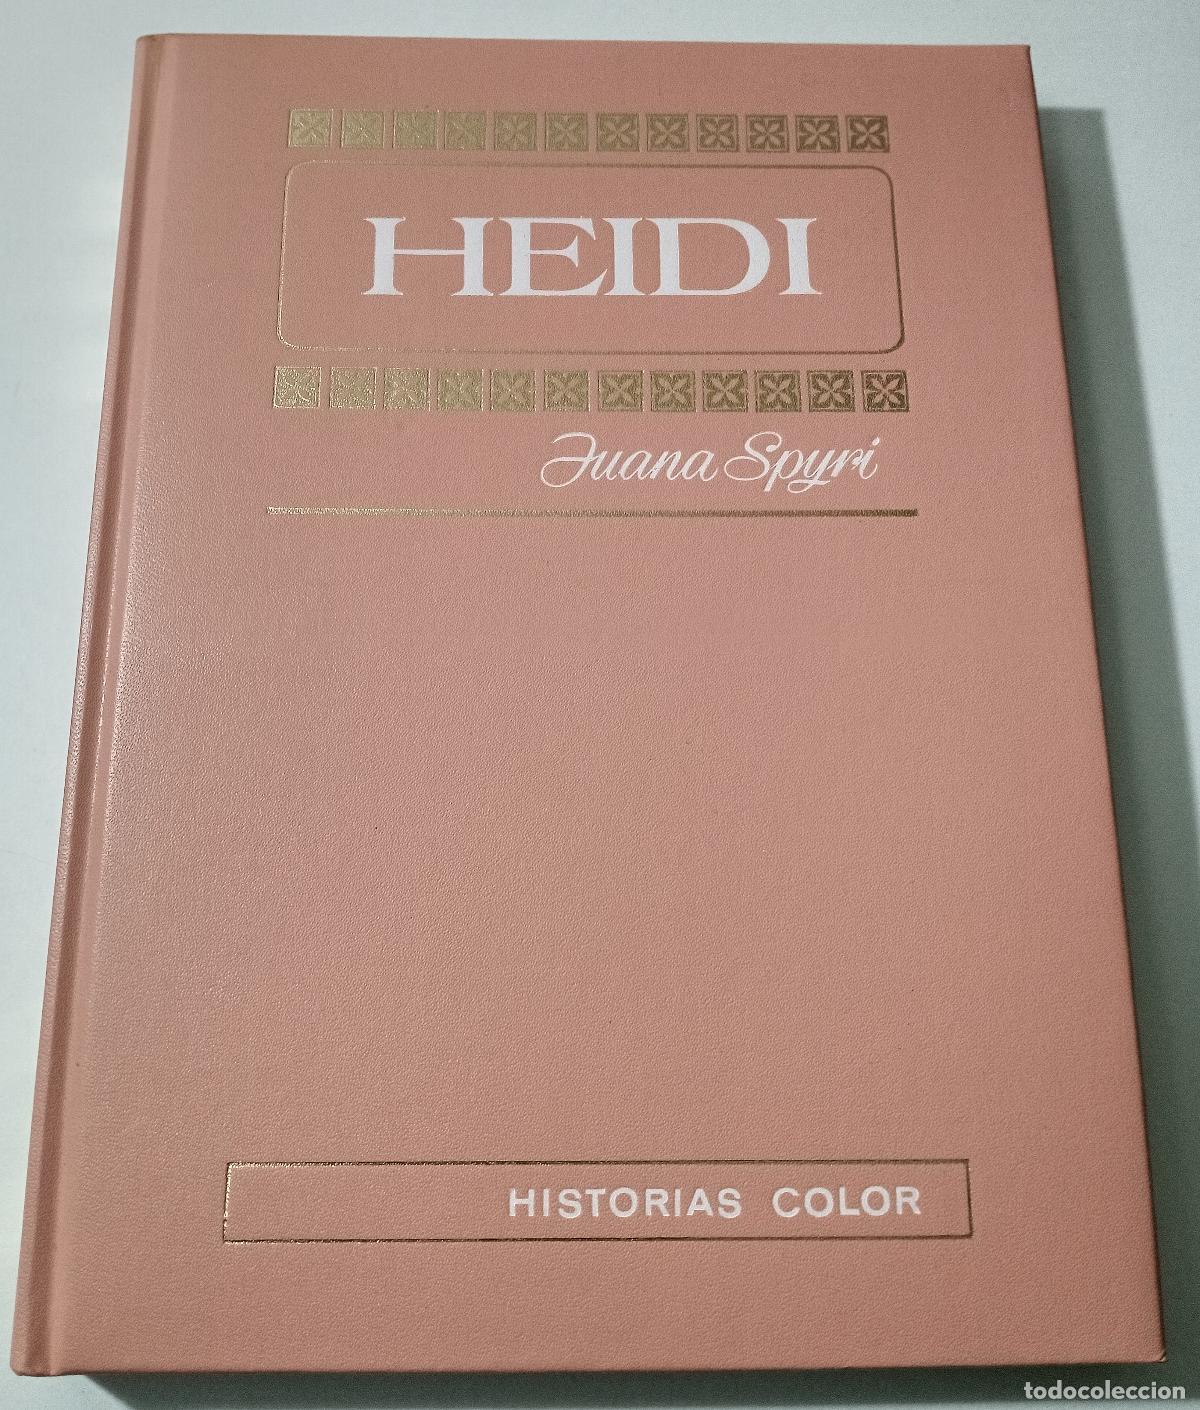 HEIDI
Juana Spyri
HISTORIAS COLOR
todocoleccion